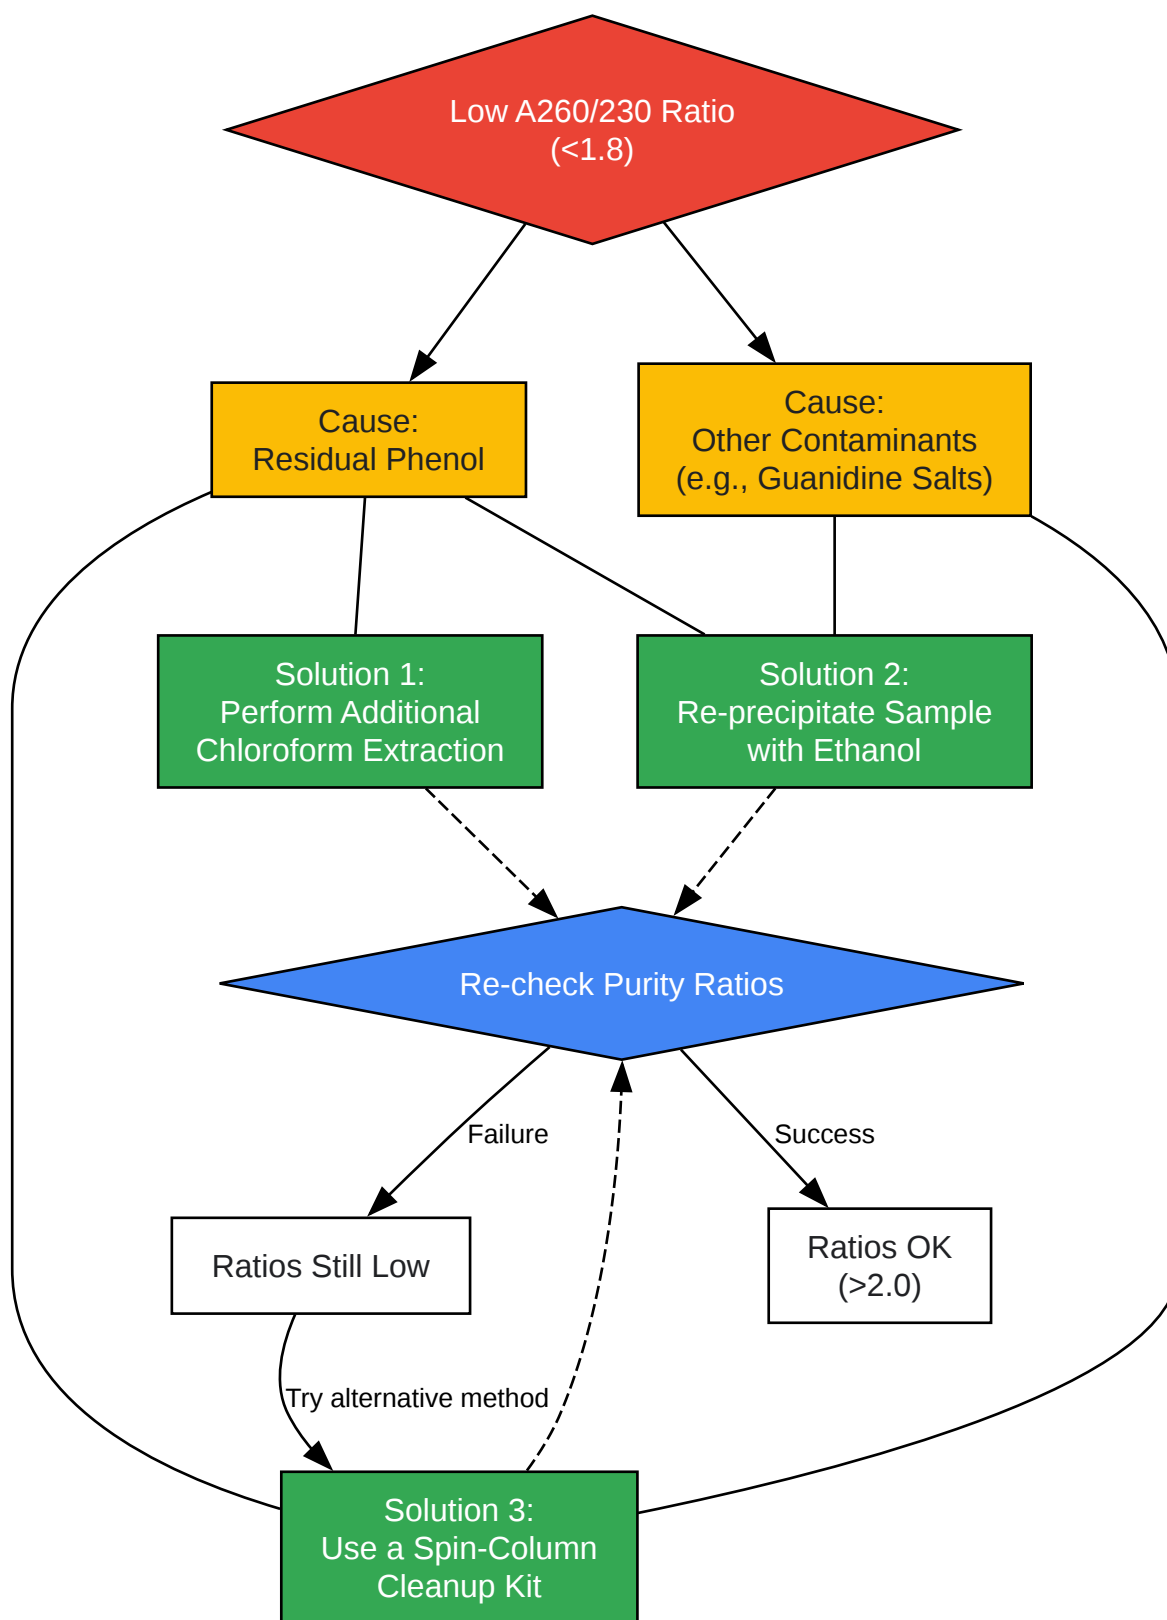 Low A260/230 Ratio
(<1.8)
Cause:
Residual Phenol
Cause:
Other Contaminants
(e.g., Guanidine Salts)
Solution 1:
Perform Additional
Chloroform Extraction
Solution 2:
Re-precipitate Sample
with Ethanol
Re-check Purity Ratios
Failure
Success
Ratios Still Low
Ratios OK
(>2.0)
Try alternative method
Solution 3:
Use a Spin-Column
Cleanup Kit